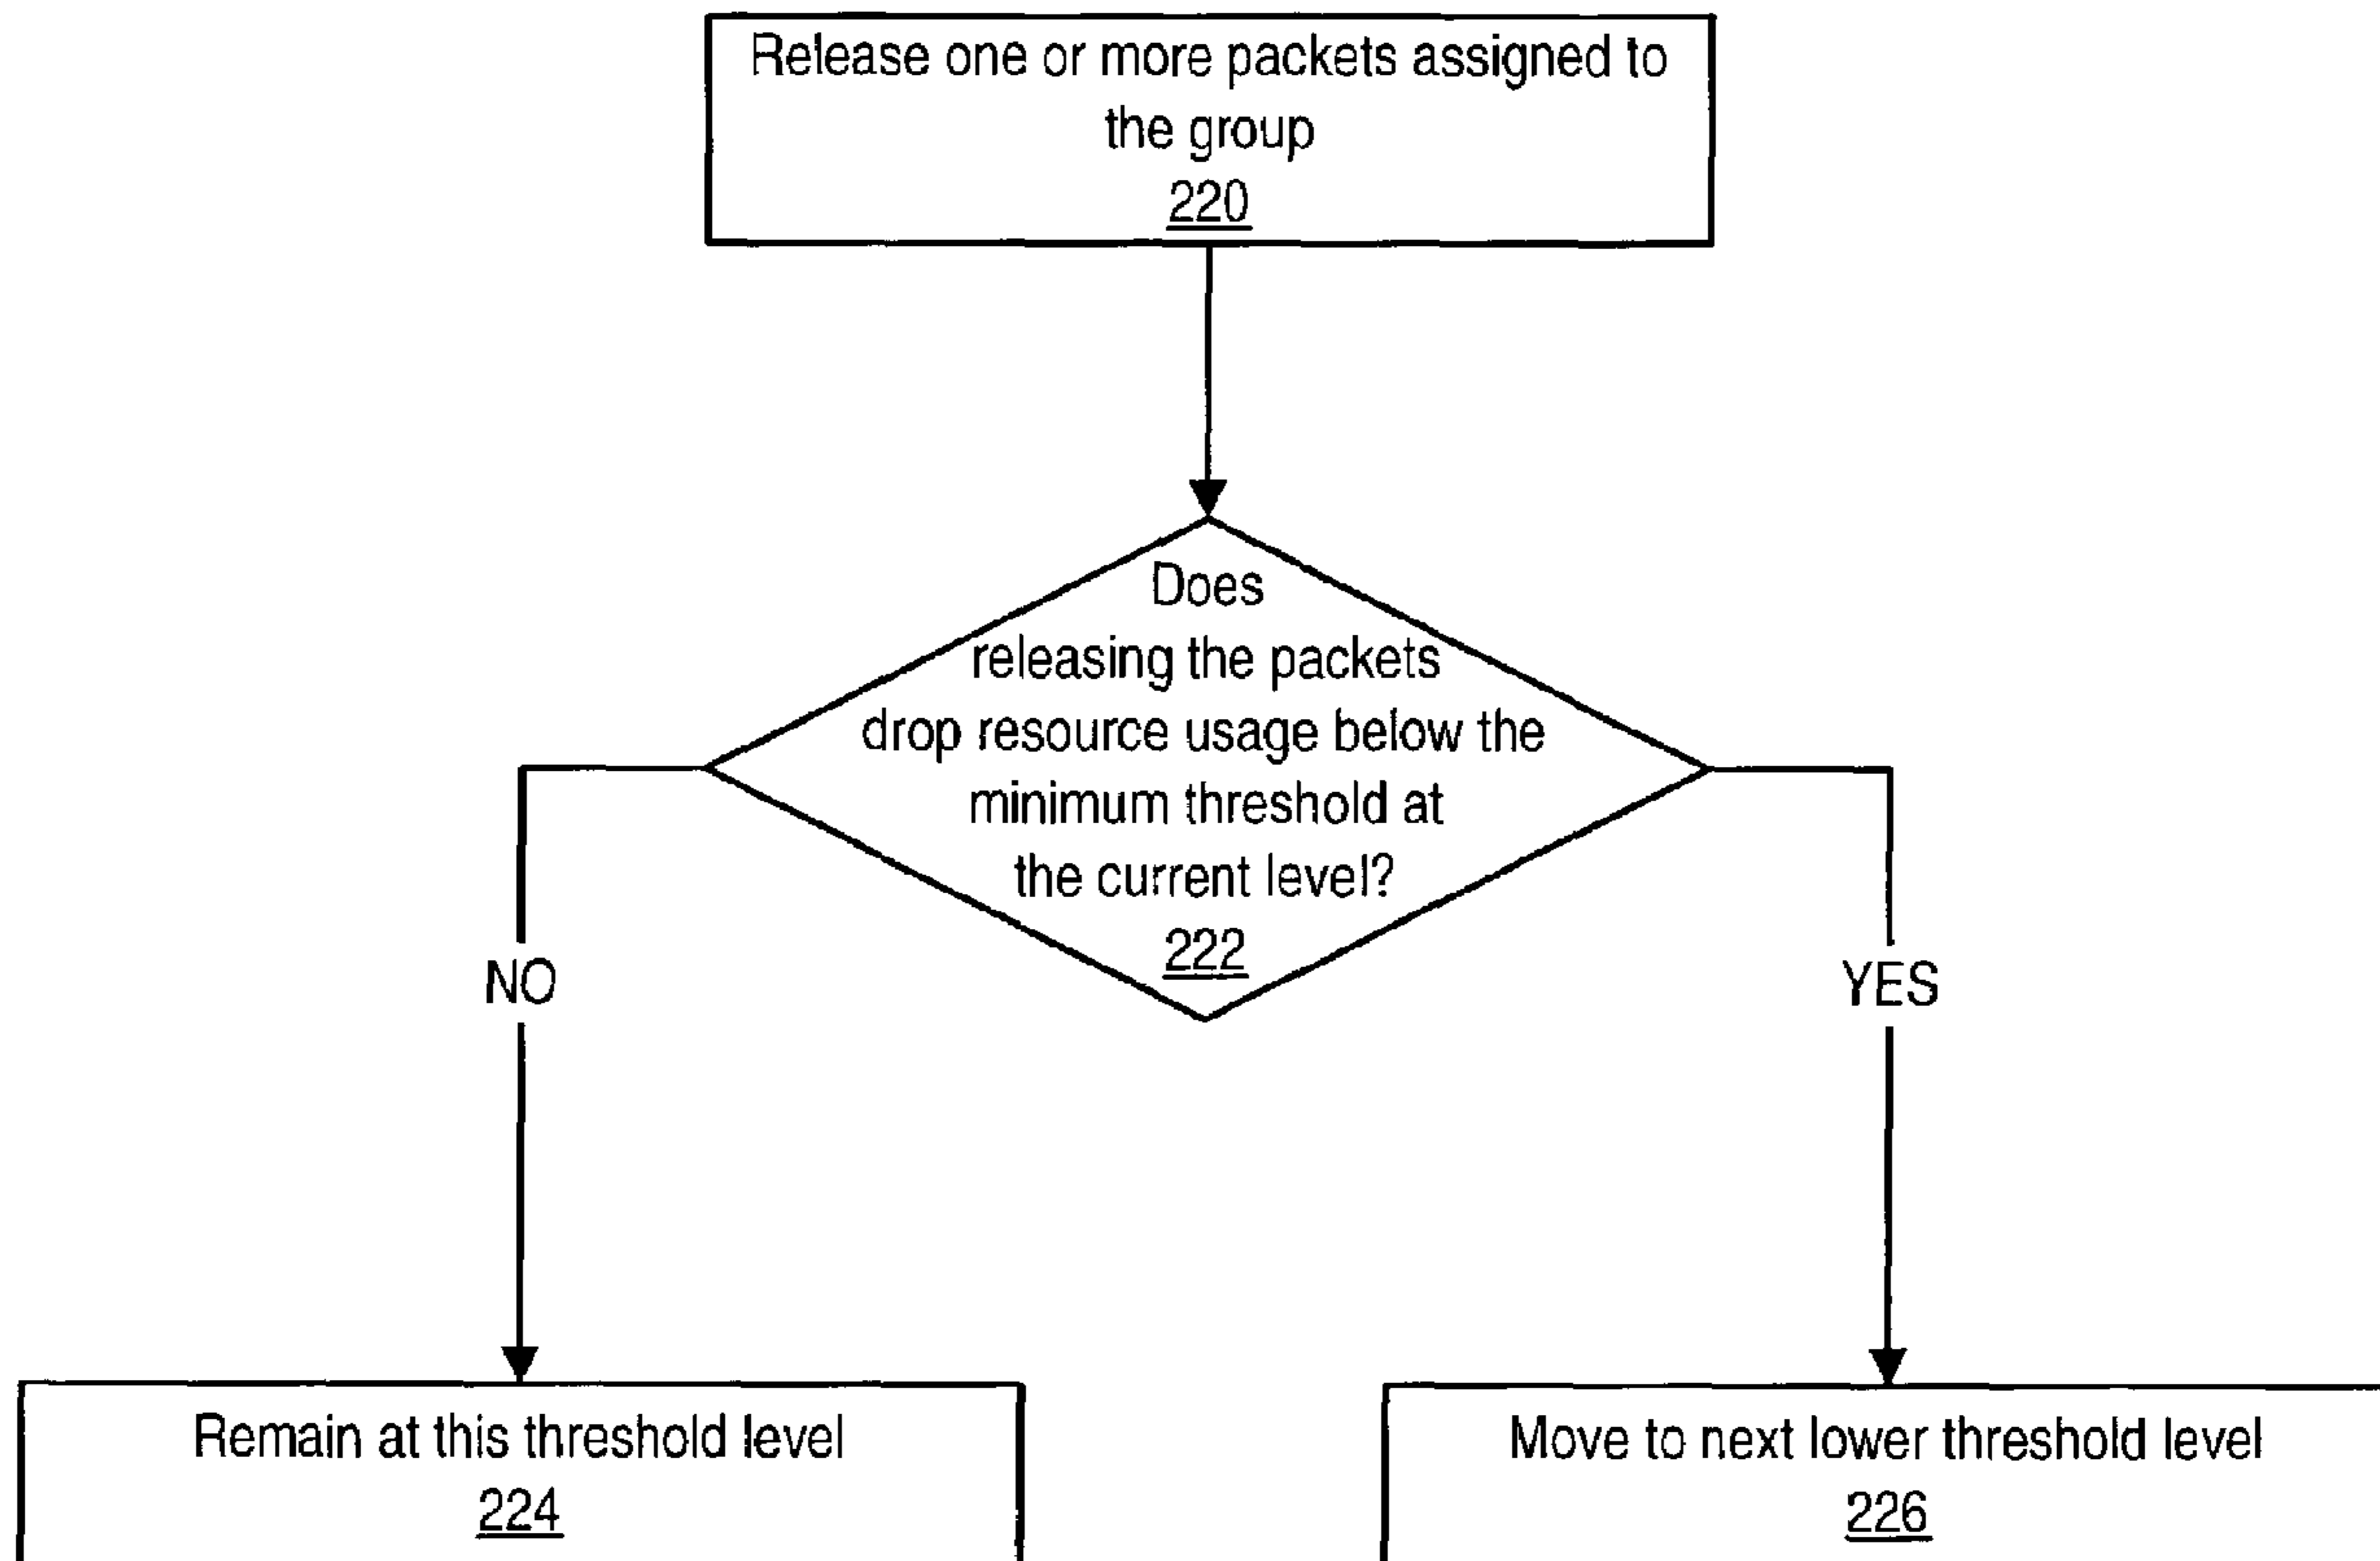 Release one or more packets assigned to
the group
220
Does
releasing the packets
drop resource usage below the
minimum threshold at
the current level?
222
NO
YES
Remain at this threshold level
224
Move to next lower threshold level
226